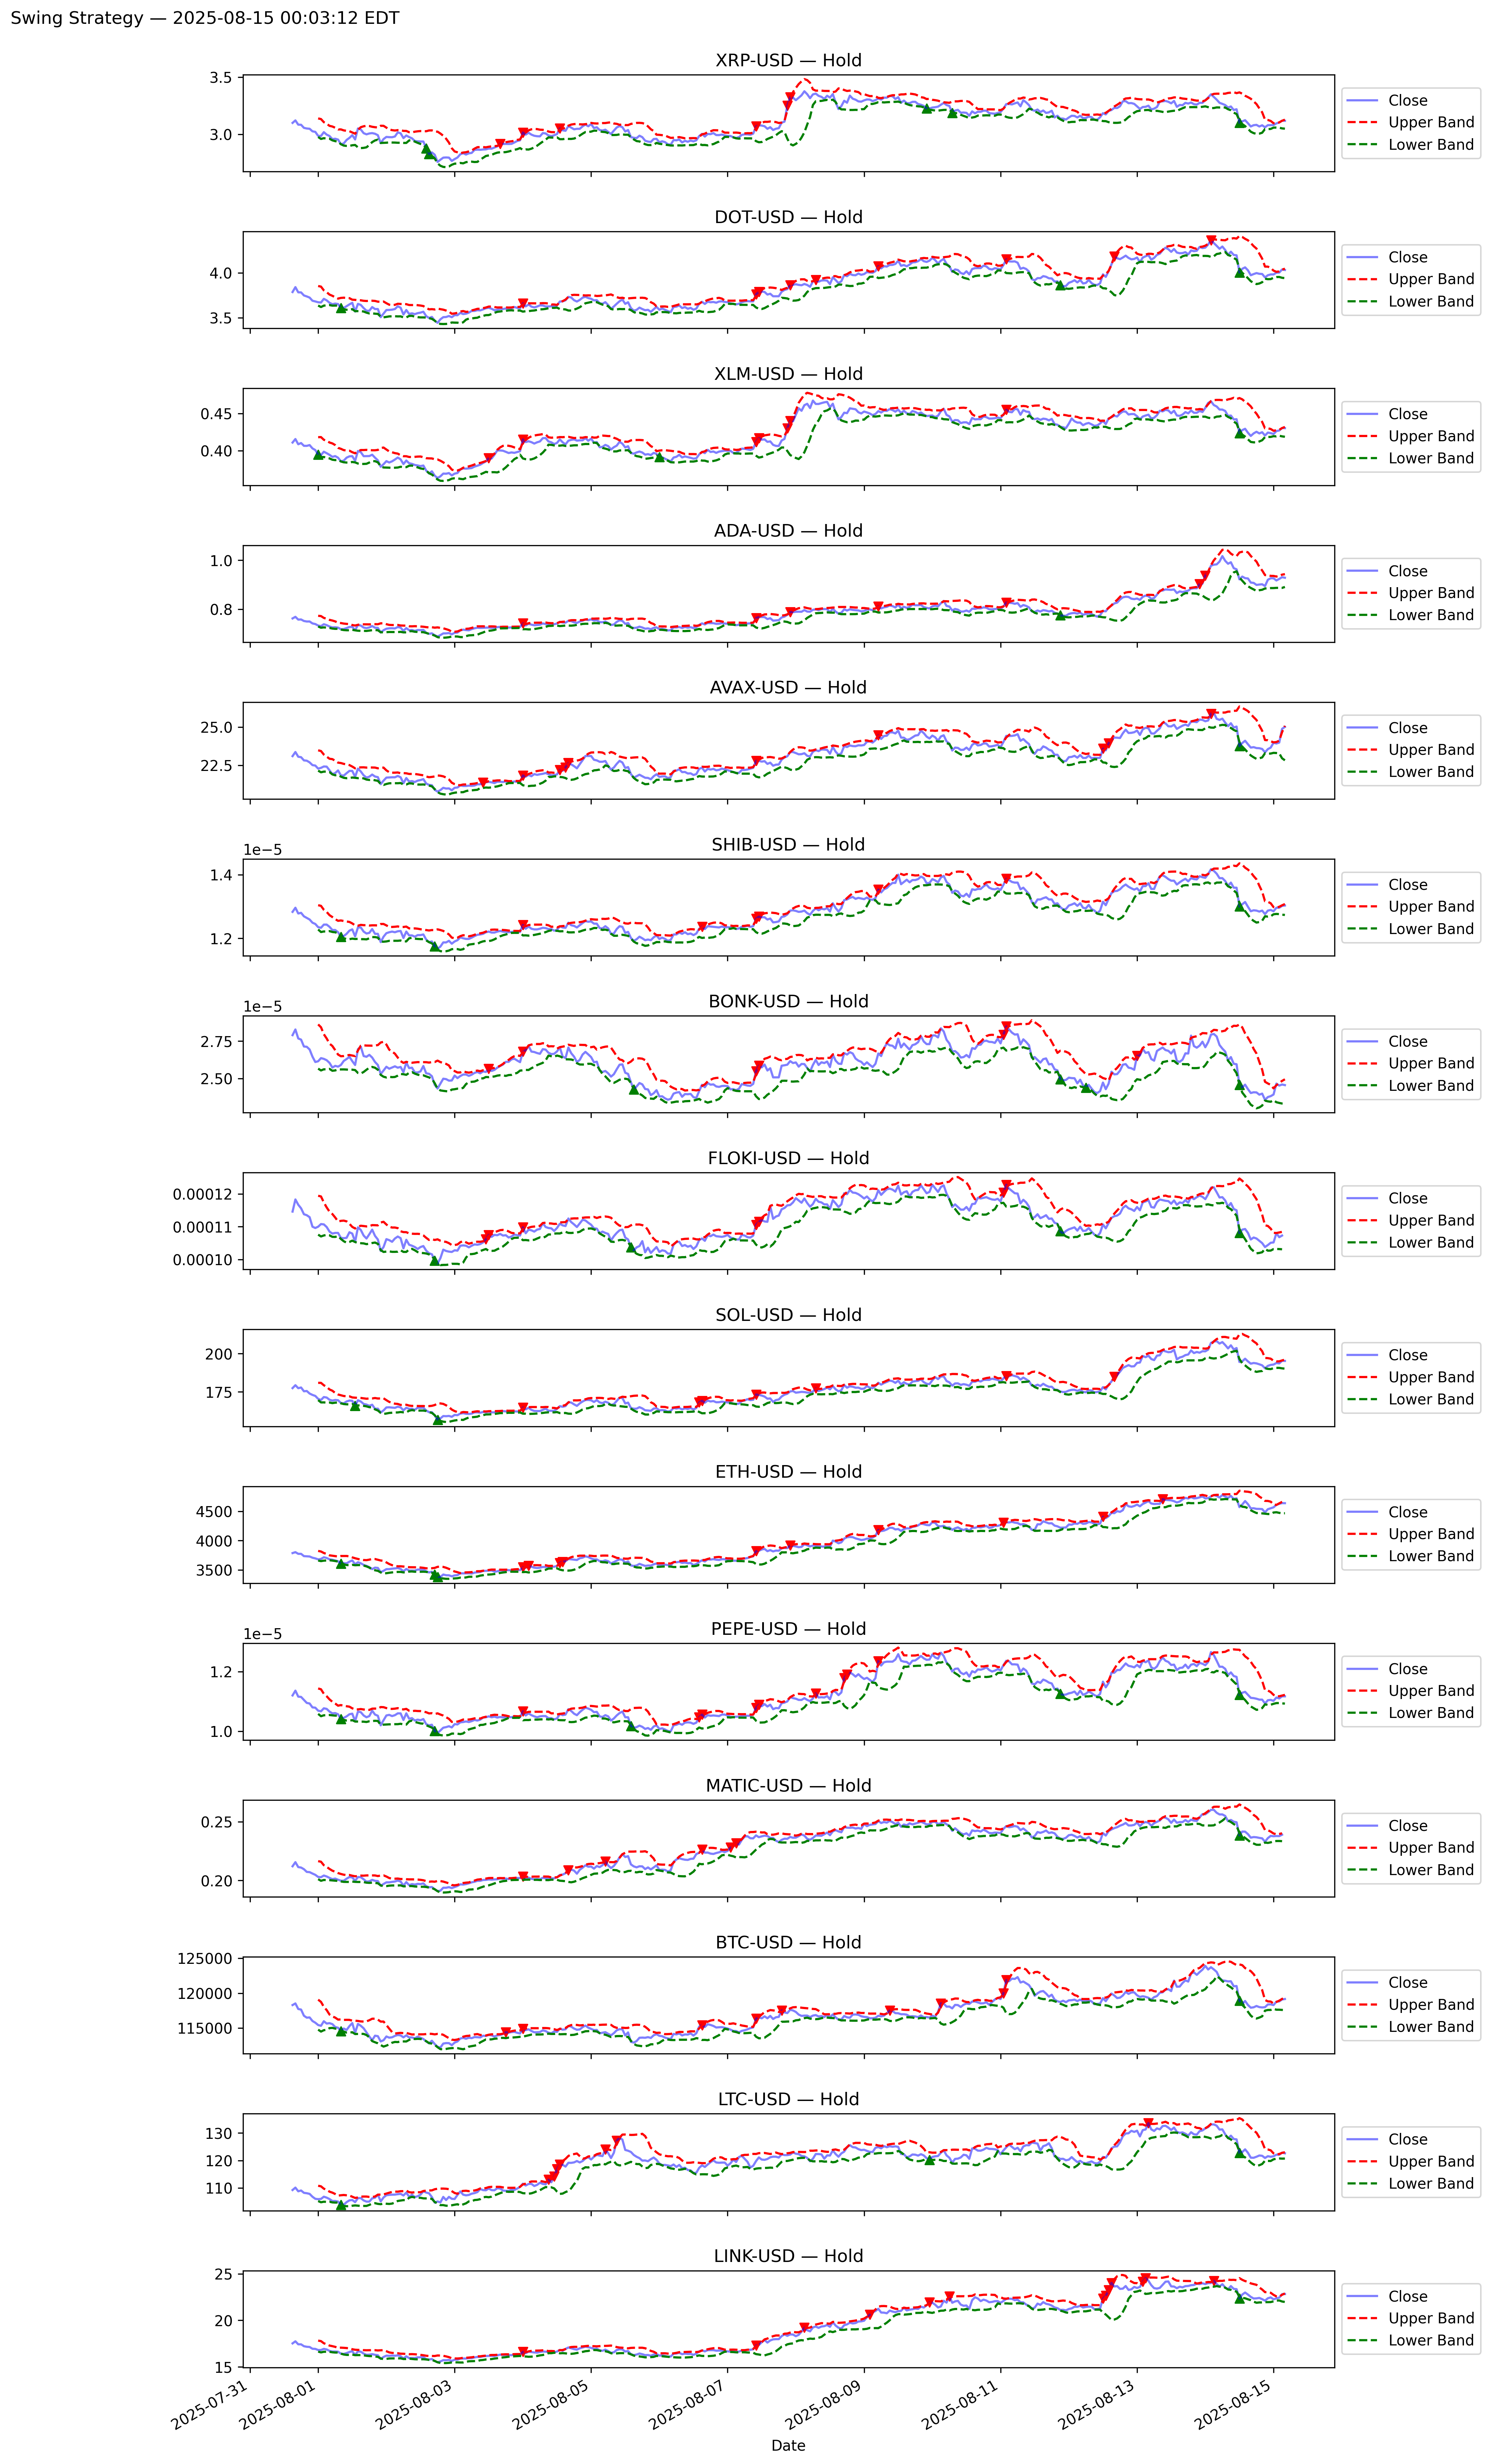 Swing Strategy — 2025-08-15 00:03:12 EDT
XRP-USD — Hold
3.5
3.0
Close
Upper Band
Lower Band
DOT-USD — Hold
4.0
3.5
Close
Upper Band
Lower Band
XLM-USD — Hold
0.45
0.40
Close
Upper Band
Lower Band
ADA-USD — Hold
1.0
0.8
Close
Upper Band
Lower Band
AVAX-USD — Hold
25.0
22.5
Close
Upper Band
Lower Band
SHIB-USD — Hold
1e−5
1.4
1.2
Close
Upper Band
Lower Band
BONK-USD — Hold
1e−5
2.75
2.50
Close
Upper Band
Lower Band
FLOKI-USD — Hold
0.00012
0.00011
0.00010
Close
Upper Band
Lower Band
SOL-USD — Hold
200
175
Close
Upper Band
Lower Band
ETH-USD — Hold
4500
4000
3500
Close
Upper Band
Lower Band
PEPE-USD — Hold
1e−5
1.2
1.0
Close
Upper Band
Lower Band
MATIC-USD — Hold
0.25
0.20
Close
Upper Band
Lower Band
BTC-USD — Hold
125000
120000
115000
Close
Upper Band
Lower Band
LTC-USD — Hold
130
120
110
Close
Upper Band
Lower Band
LINK-USD — Hold
25
20
15
Close
Upper Band
Lower Band
2025-07-31
2025-08-01
2025-08-03
2025-08-05
2025-08-07
2025-08-09
2025-08-11
2025-08-13
2025-08-15
Date